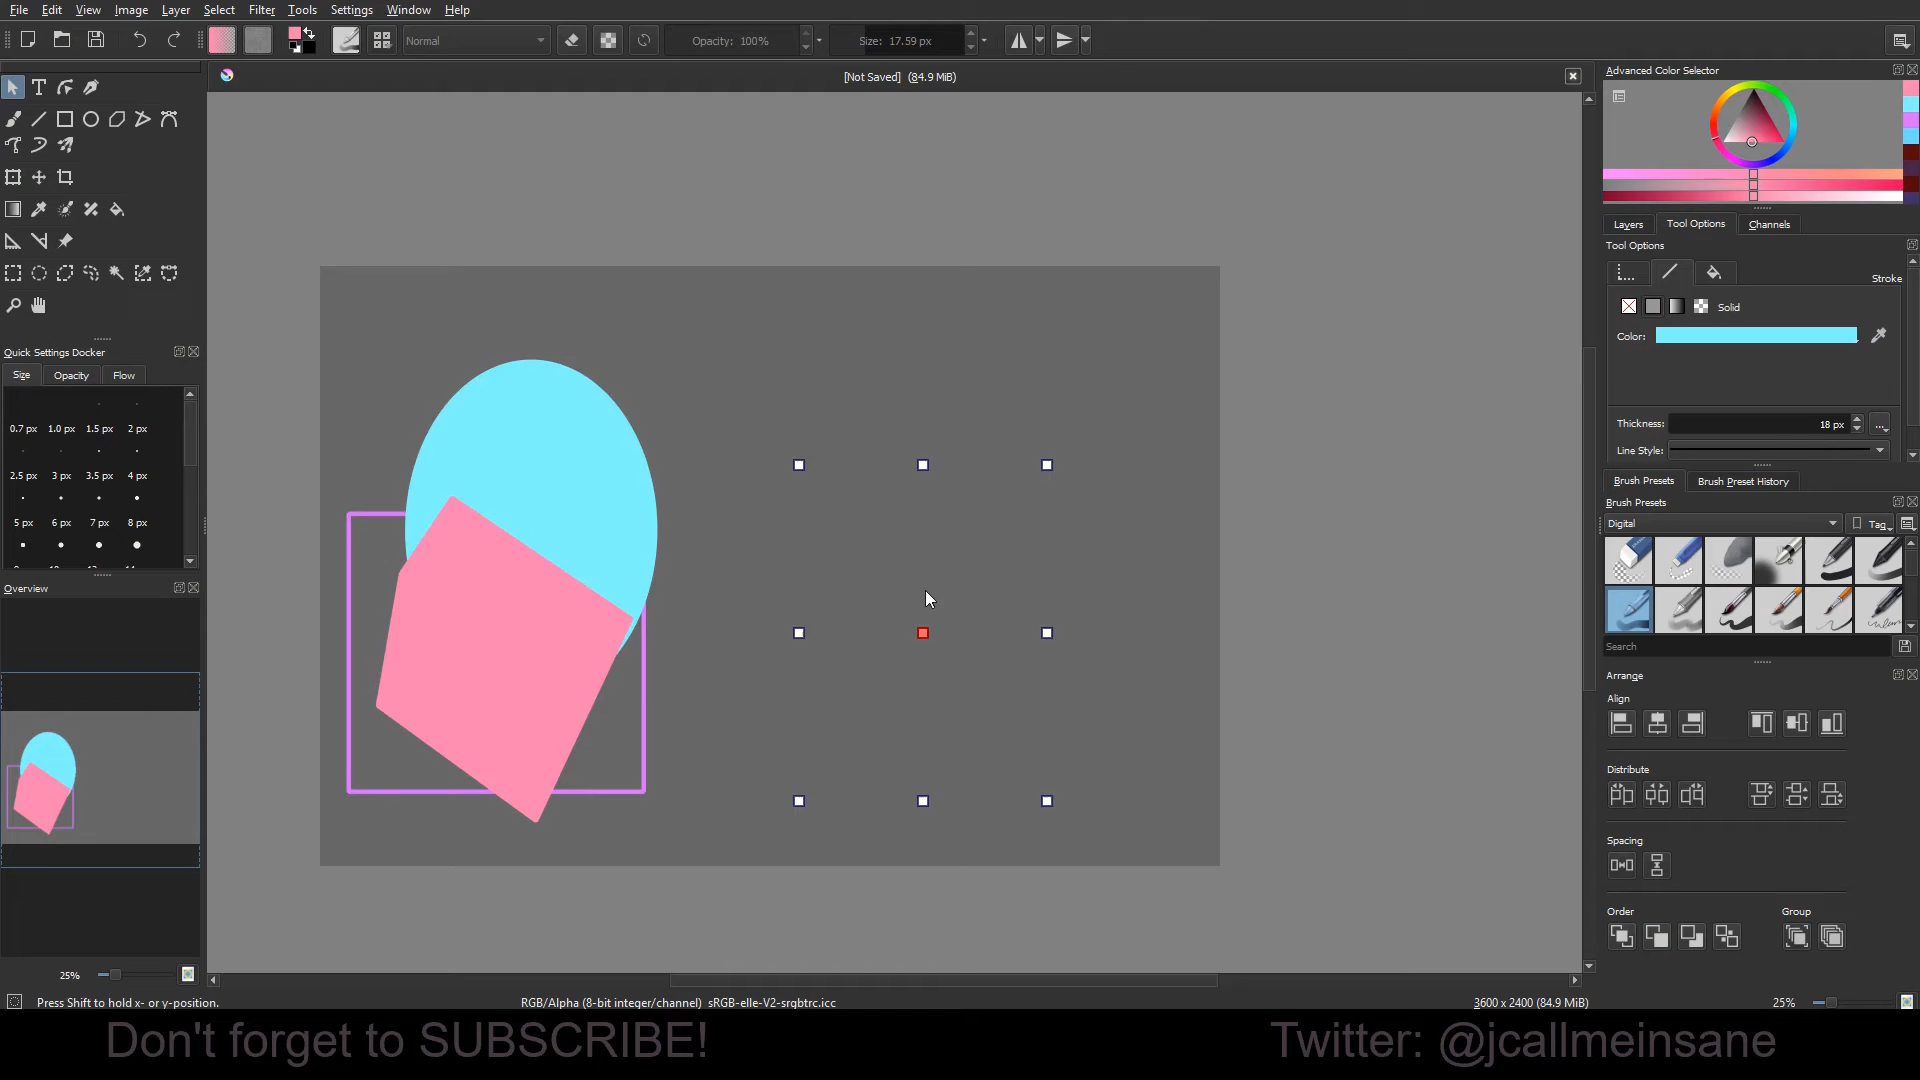 File Edit View Image Layer Select Filter Tools Settings Window Help
Normal
Opacity: 100%
Size: 17.59 px
[Not Saved] (84.9 MiB)
Advanced Color Selector
Layers Tool Options Channels
Tool Options
Stroke
Solid
Color:
Thickness: 18 px
...
Line Style:
Brush Presets Brush Preset History
Brush Presets
Digital
Tag
Search
Arrange
Align
Distribute
Spacing
Order Group
Quick Settings Docker
Size Opacity Flow
0.7 px 1.0 px 1.5 px 2 px
2.5 px 3 px 3.5 px 4 px
5 px 6 px 7 px 8 px
Overview
25%
Press Shift to hold x- or y-position.
RGB/Alpha (8-bit integer/channel) sRGB-elle-V2-srgbtrc.icc
3600 x 2400 (84.9 MiB)
25%
Don't forget to SUBSCRIBE!
Twitter: @jcallmeinsane